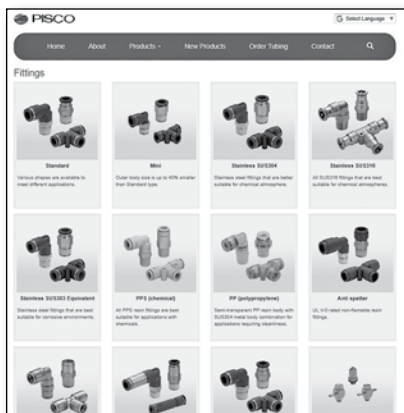 PISCO
Select Language
Home About Products New Products Order Tubing Contact
Fittings
Standard
Various shapes are available to
meet different applications.
Mini
Outer body size is up to 40% smaller
than Standard type.
Stainless SUS304
Stainless steel fittings that are better
suitable for chemical atmosphere.
Stainless SUS316
All SUS316 fittings that are best
suitable for chemical atmospheres.
Stainless SUS303 Equivalent
Stainless steel fittings that are best
suitable for corrosive environments.
PPS (chemical)
All PPS resin fittings are best
suitable for applications with
chemicals.
PP (polypropylene)
Semi-transparent PP resin body with
SUS304 metal body combination for
applications requiring cleanliness.
Anti spatter
UL V-0 rated non-flamable resin
fittings.